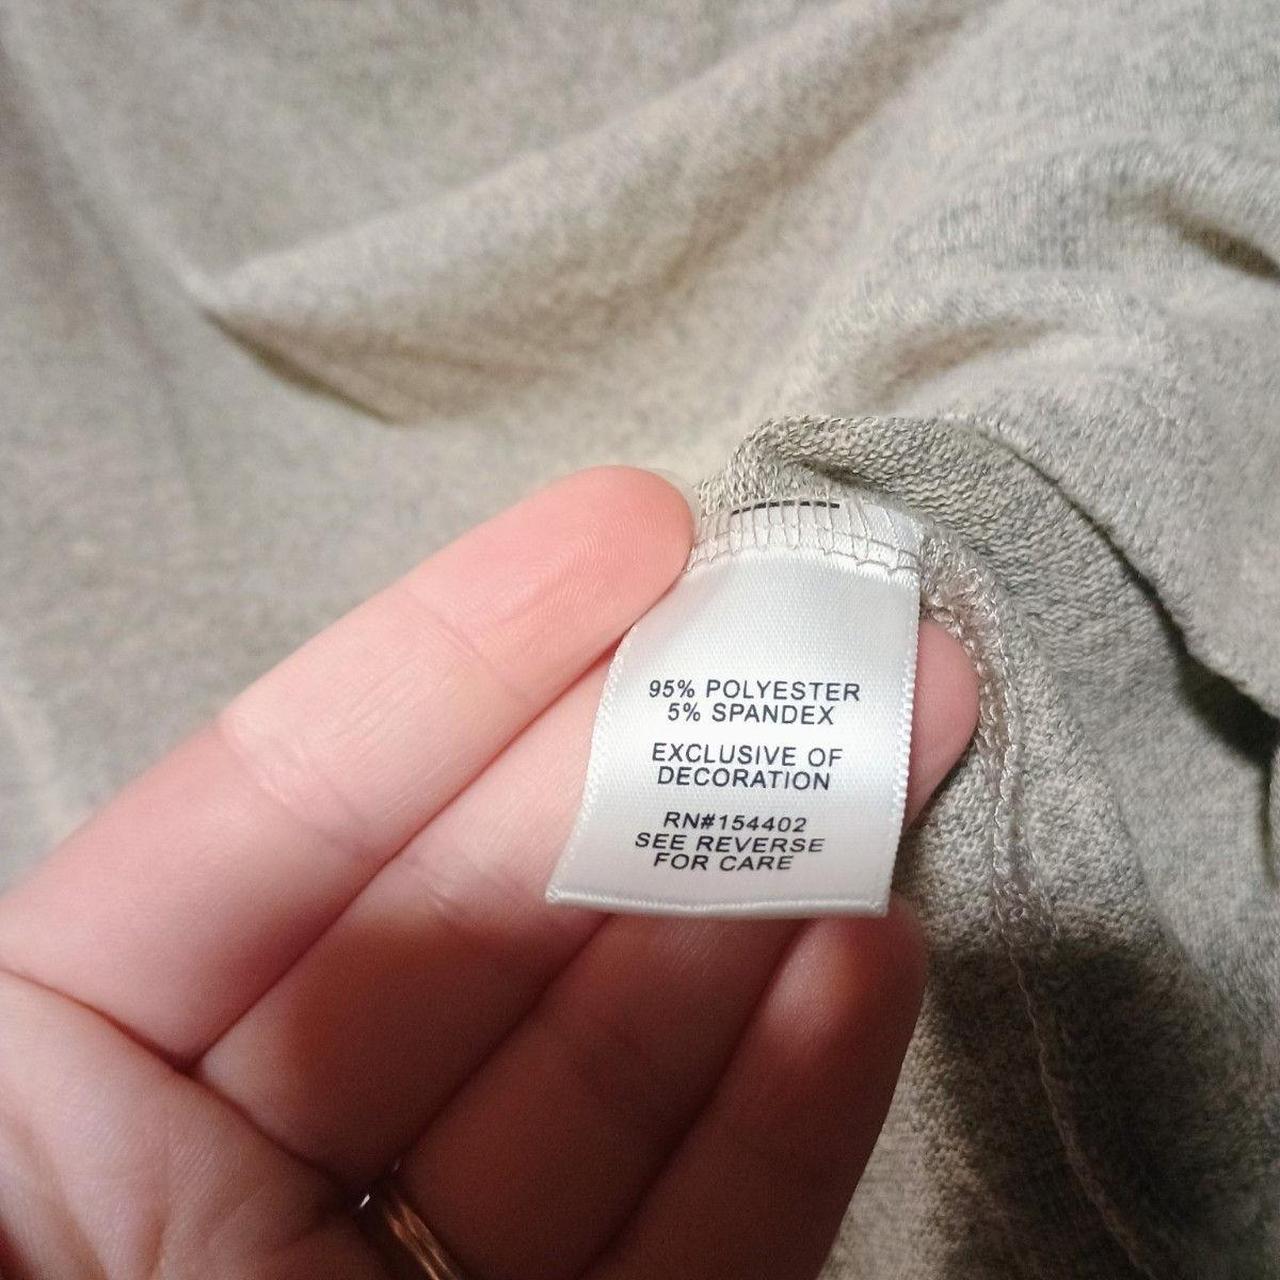 95% POLYESTER
5% SPANDEX
EXCLUSIVE OF
DECORATION
RN#154402
SEE REVERSE
FOR CARE